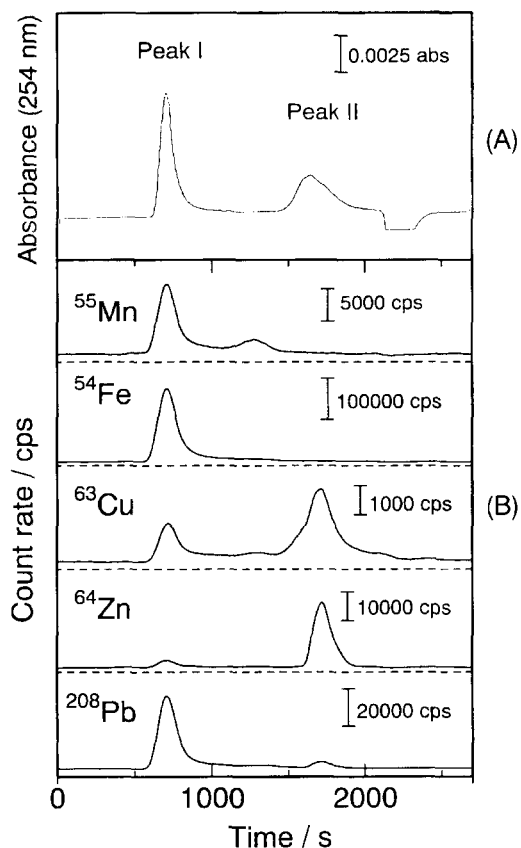 Absorbance (254 nm)
Peak I
0.0025 abs
Peak II
(A)
Count rate / cps
⁵⁵Mn
5000 cps
⁵⁴Fe
100000 cps
⁶³Cu
1000 cps
(B)
⁶⁴Zn
10000 cps
²⁰⁸Pb
20000 cps
0 1000 2000
Time / s